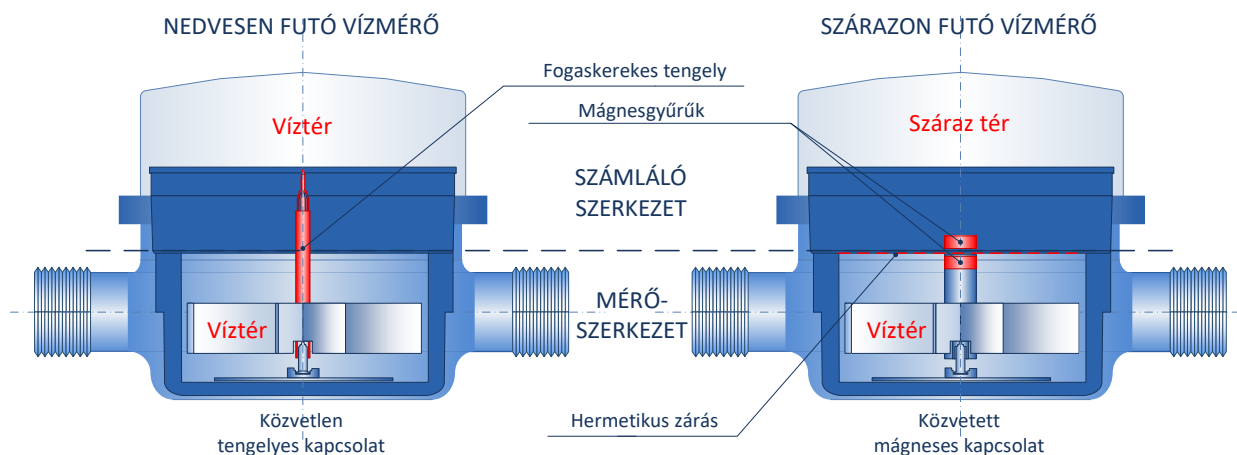 NEDVESEN FUTÓ VÍZMÉRŐ
SZÁRAZON FUTÓ VÍZMÉRŐ
Fogaskerekes tengely
Mágnesgyűrűk
Víztér
Száraz tér
SZÁMLÁLÓ
SZERKEZET
MÉRŐ-
SZERKEZET
Víztér
Víztér
Hermetikus zárás
Közvetlen
tengelyes kapcsolat
Közvetett
mágneses kapcsolat